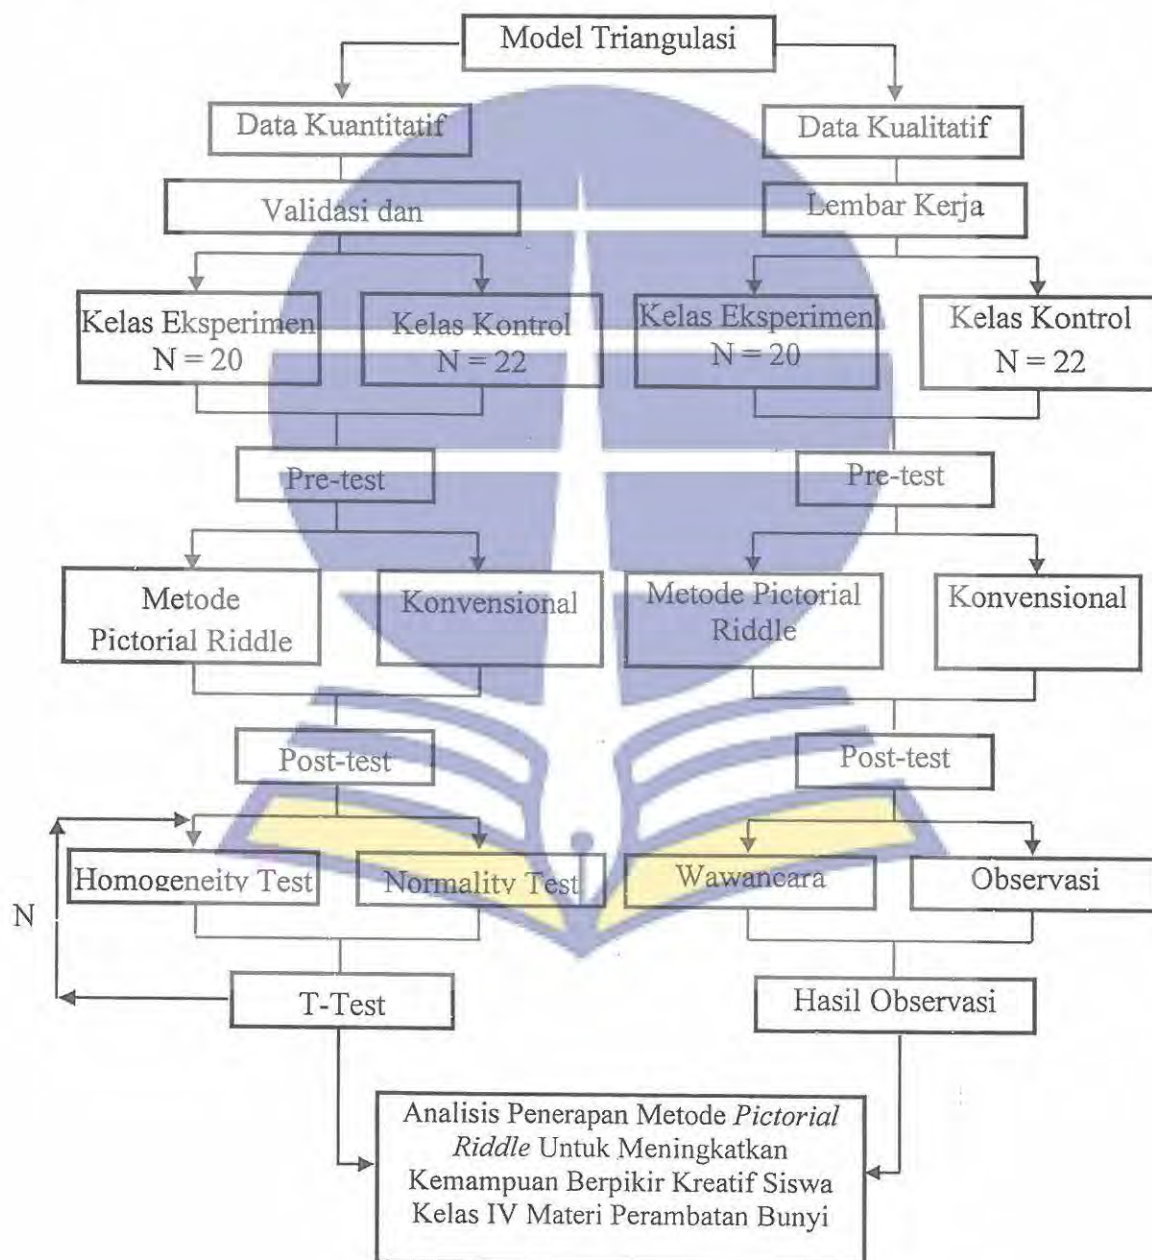 Model Triangulasi
Data Kuantitatif
Data Kualitatif
Validasi dan
Lembar Kerja
Kelas Eksperimen
N = 20
Kelas Kontrol
N = 22
Kelas Eksperimen
N = 20
Kelas Kontrol
N = 22
Pre-test
Pre-test
Metode
Pictorial Riddle
Konvensional
Metode Pictorial
Riddle
Konvensional
Post-test
Post-test
Homogeneity Test
Normality Test
Wawancara
Observasi
N
T-Test
Hasil Observasi
Analisis Penerapan Metode Pictorial
Riddle Untuk Meningkatkan
Kemampuan Berpikir Kreatif Siswa
Kelas IV Materi Perambatan Bunyi